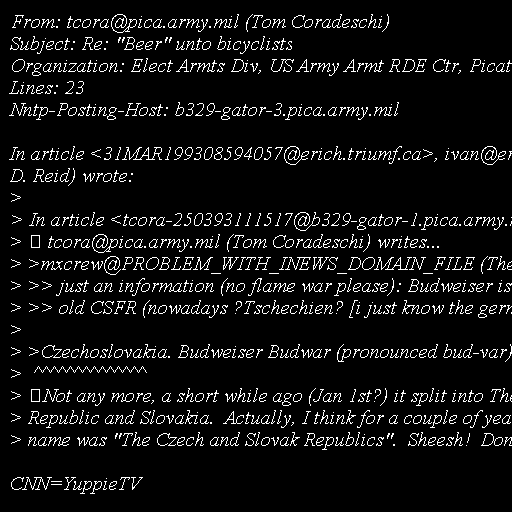 From: tcora@pica.army.mil (Tom Coradeschi)
Subject: Re: "Beer" unto bicyclists
Organization: Elect Armts Div, US Army Armt RDE Ctr, Picat
Lines: 23
Nntp-Posting-Host: b329-gator-3.pica.army.mil

In article <31MAR199308594057@erich.triumf.ca>, ivan@er
D. Reid) wrote:
>
> In article <tcora-250393111517@b329-gator-1.pica.army.
> tcora@pica.army.mil (Tom Coradeschi) writes...
> >mxcrew@PROBLEM_WITH_INEWS_DOMAIN_FILE (The
> >> just an information (no flame war please): Budweiser is
> >> old CSFR (nowadays ?Tschechien? [i just know the germ
>
> >Czechoslovakia. Budweiser Budwar (pronounced bud-var)
>  ^^^^^^^^^^^^^^
> Not any more, a short while ago (Jan 1st?) it split into The
> Republic and Slovakia.  Actually, I think for a couple of yea
> name was "The Czech and Slovak Republics".  Sheesh!  Don

CNN=YuppieTV